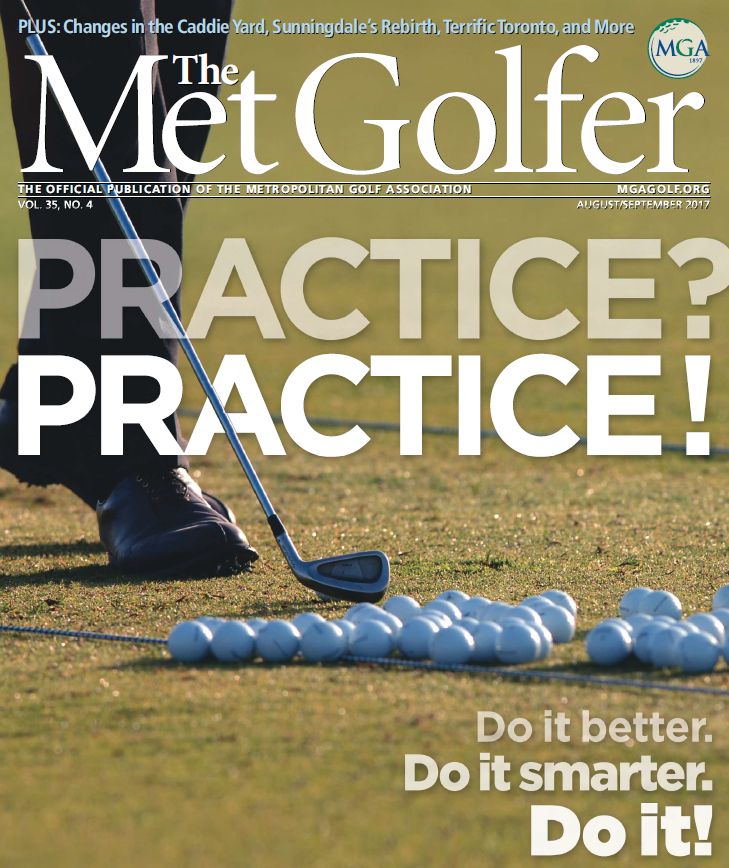 PLUS: Changes in the Caddie Yard, Sunningdale's Rebirth, Terrific Toronto, and More
MGA
1897
The
Met Golfer
THE OFFICIAL PUBLICATION OF THE METROPOLITAN GOLF ASSOCIATION MGAGOLF.ORG
VOL. 35, NO. 4 AUGUST/SEPTEMBER 2017
PRACTICE?
PRACTICE!
Do it better.
Do it smarter.
Do it!